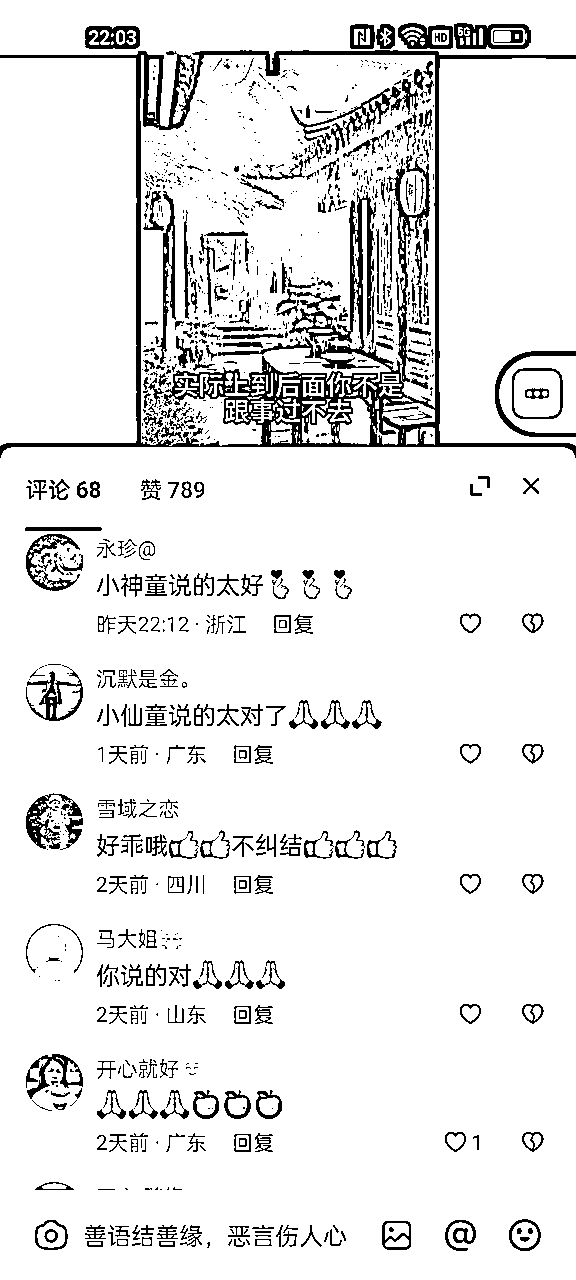 22:03
HD 5G
实际上到后面你不是
跟事过不去
评论 68 赞 789
永珍@
小神童说的太好
昨天22:12 · 浙江 回复
沉默是金。
小仙童说的太对了🙏🙏🙏
1天前 · 广东 回复
雪域之恋
好乖哦👍👍不纠结👍👍👍
2天前 · 四川 回复
马大姐
你说的对🙏🙏🙏
2天前 · 山东 回复
开心就好
🙏🙏🙏🍎🍎🍎
2天前 · 广东 回复 1
善语结善缘，恶言伤人心